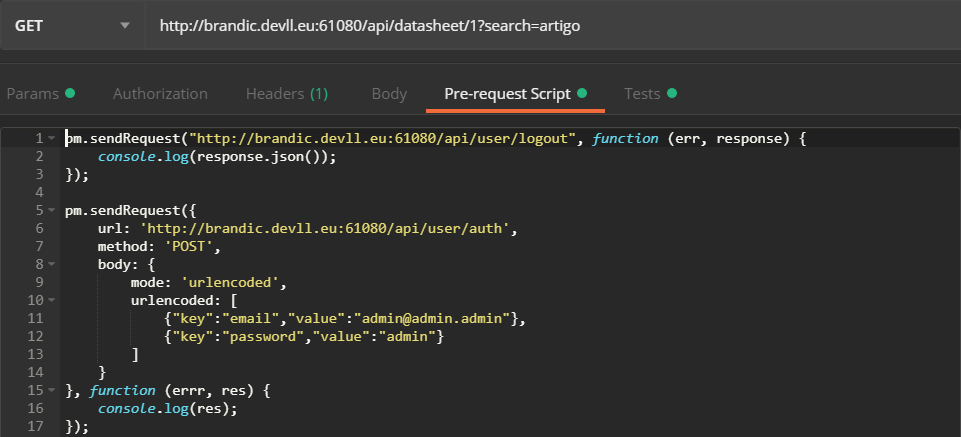 GET http://brandic.devll.eu:61080/api/datasheet/1?search=artigo
Params Authorization Headers (1) Body Pre-request Script Tests
1 pm.sendRequest("http://brandic.devll.eu:61080/api/user/logout", function (err, response) {
2     console.log(response.json());
3 });
4
5 pm.sendRequest({
6     url: 'http://brandic.devll.eu:61080/api/user/auth',
7     method: 'POST',
8     body: {
9         mode: 'urlencoded',
10         urlencoded: [
11             {"key":"email","value":"admin@admin.admin"},
12             {"key":"password","value":"admin"}
13         ]
14     }
15 }, function (errr, res) {
16     console.log(res);
17 });